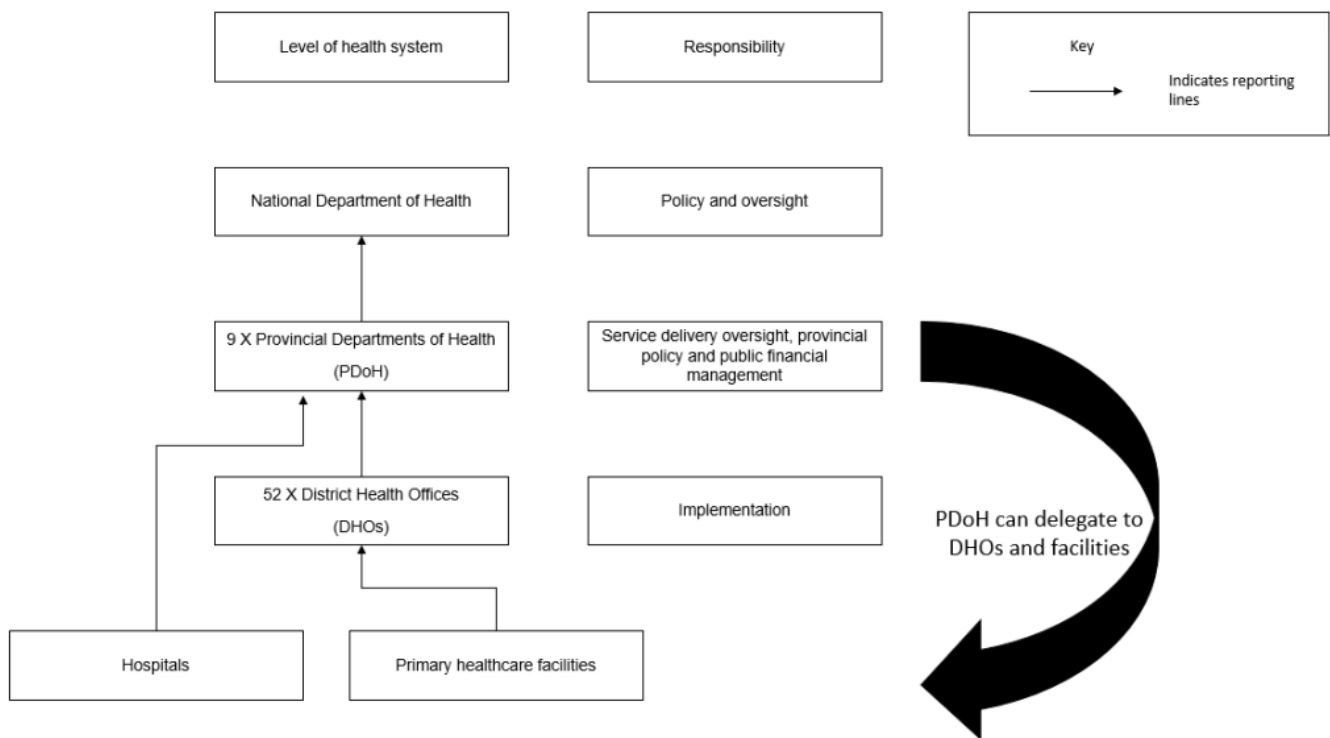 Level of health system
Responsibility
Key
Indicates reporting
lines
National Department of Health
Policy and oversight
9 X Provincial Departments of Health
(PDoH)
Service delivery oversight, provincial
policy and public financial
management
52 X District Health Offices
(DHOs)
Implementation
PDoH can delegate to
DHOs and facilities
Hospitals
Primary healthcare facilities